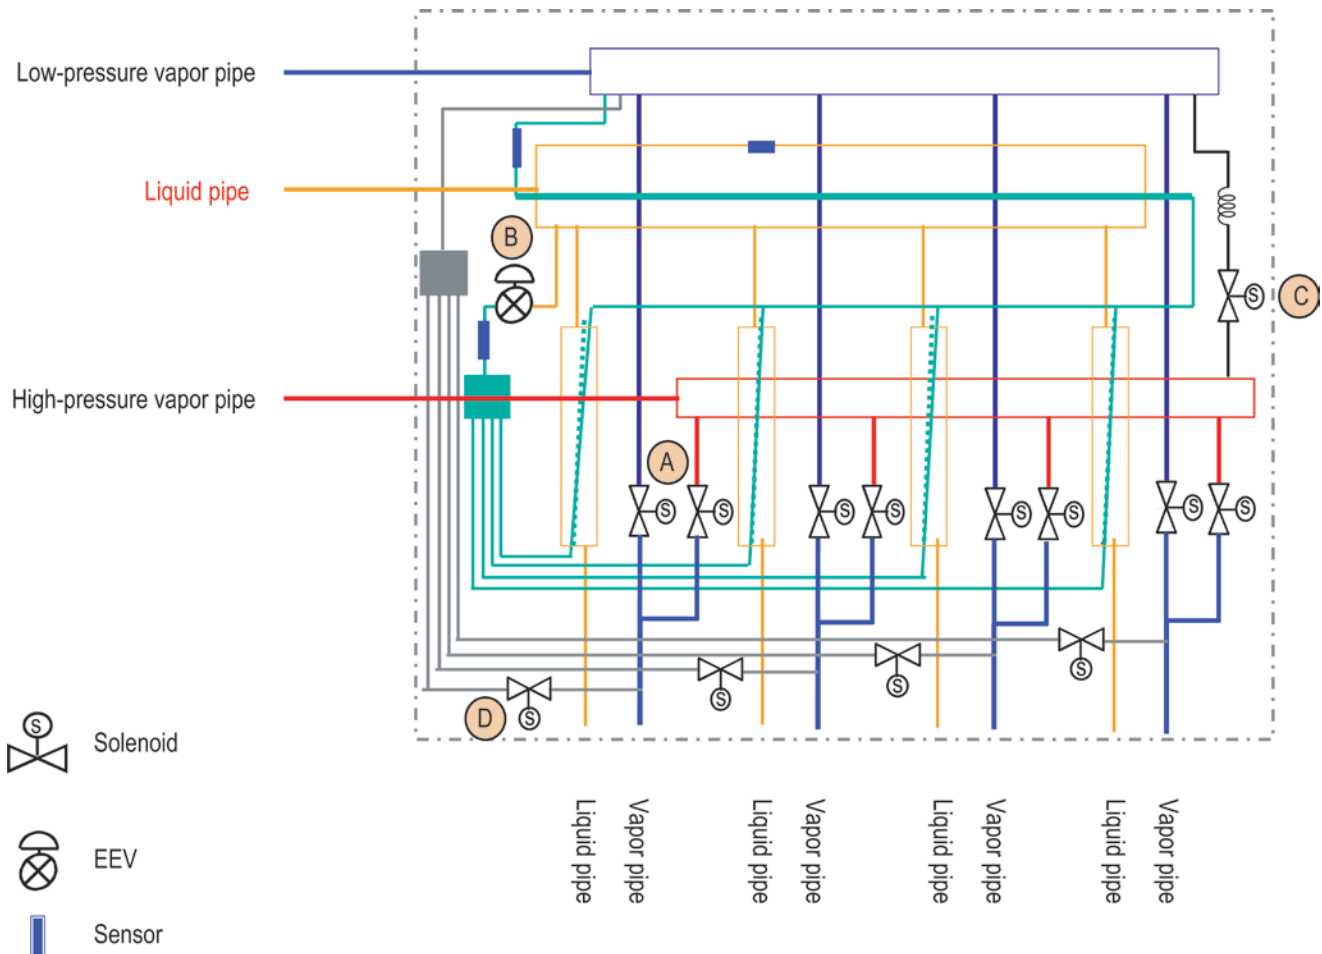 Low-pressure vapor pipe
Liquid pipe
B
S
C
High-pressure vapor pipe
A
S
S
S
S
S
S
S
S
S
S
S
D
S
S
Solenoid
EEV
Sensor
Liquid pipe
Vapor pipe
Liquid pipe
Vapor pipe
Liquid pipe
Vapor pipe
Liquid pipe
Vapor pipe